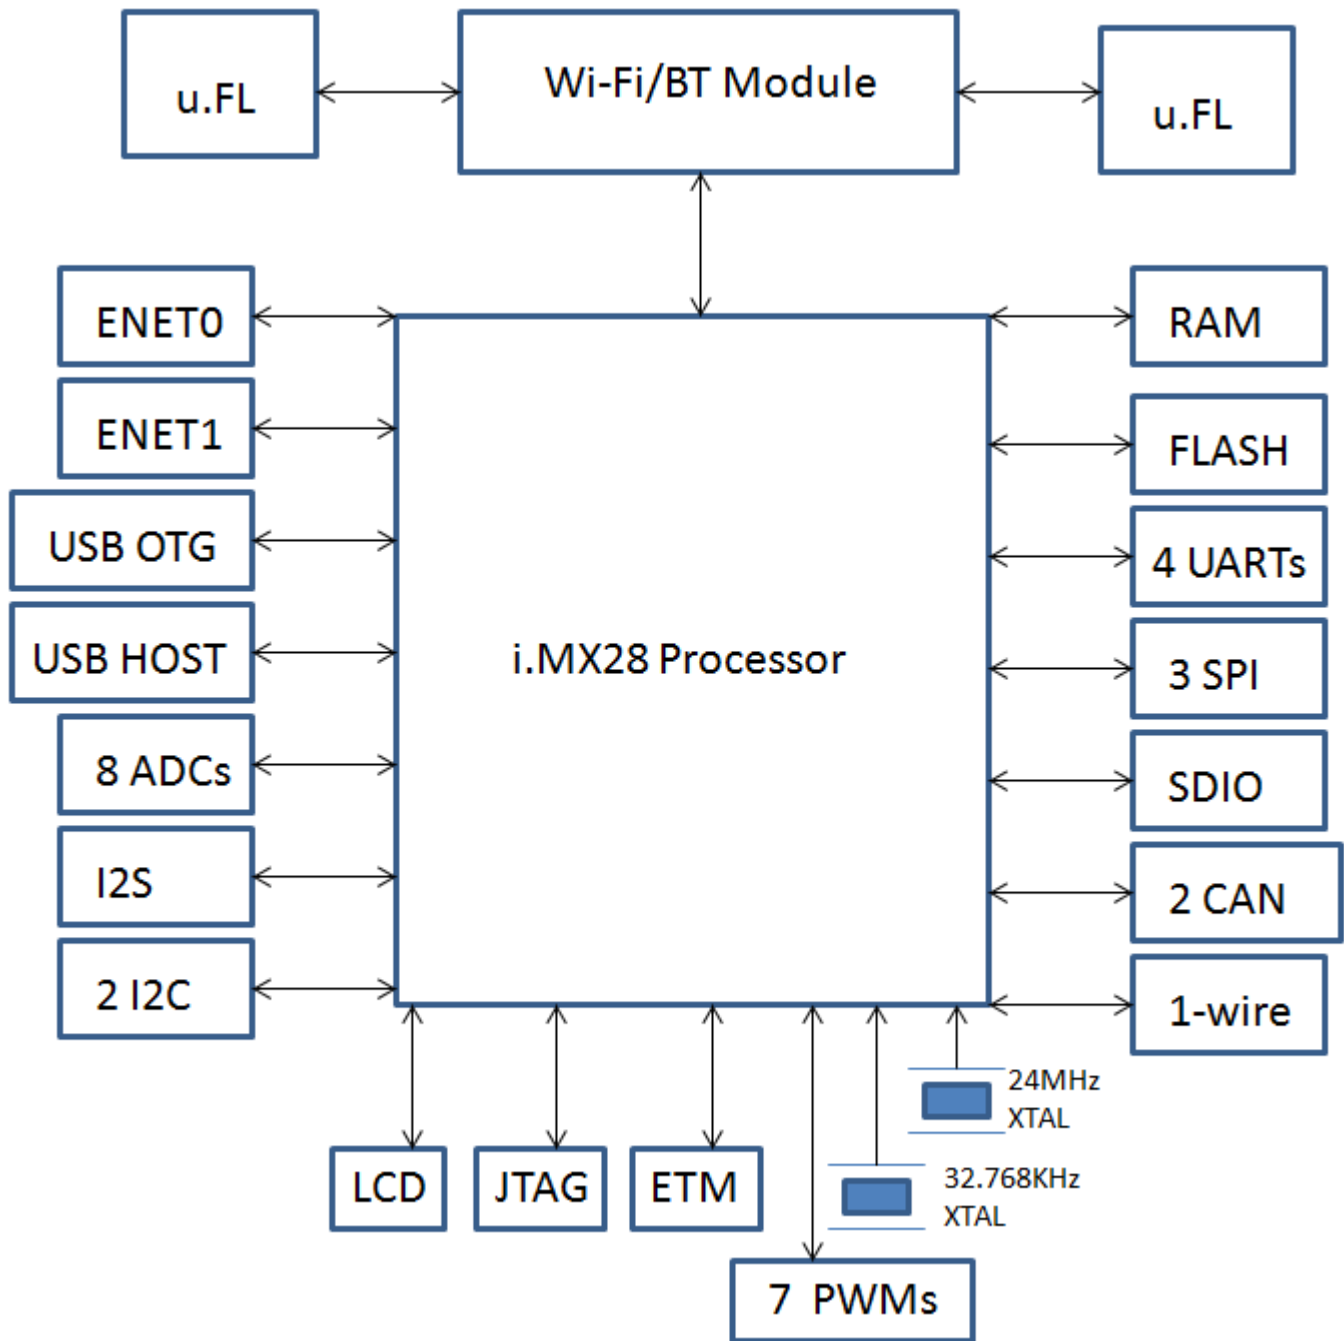 u.FL
Wi-Fi/BT Module
u.FL
ENET0
RAM
ENET1
FLASH
USB OTG
4 UARTs
USB HOST
i.MX28 Processor
3 SPI
8 ADCs
SDIO
I2S
2 CAN
2 I2C
1-wire
24MHz
XTAL
LCD
JTAG
ETM
32.768KHz
XTAL
7 PWMs